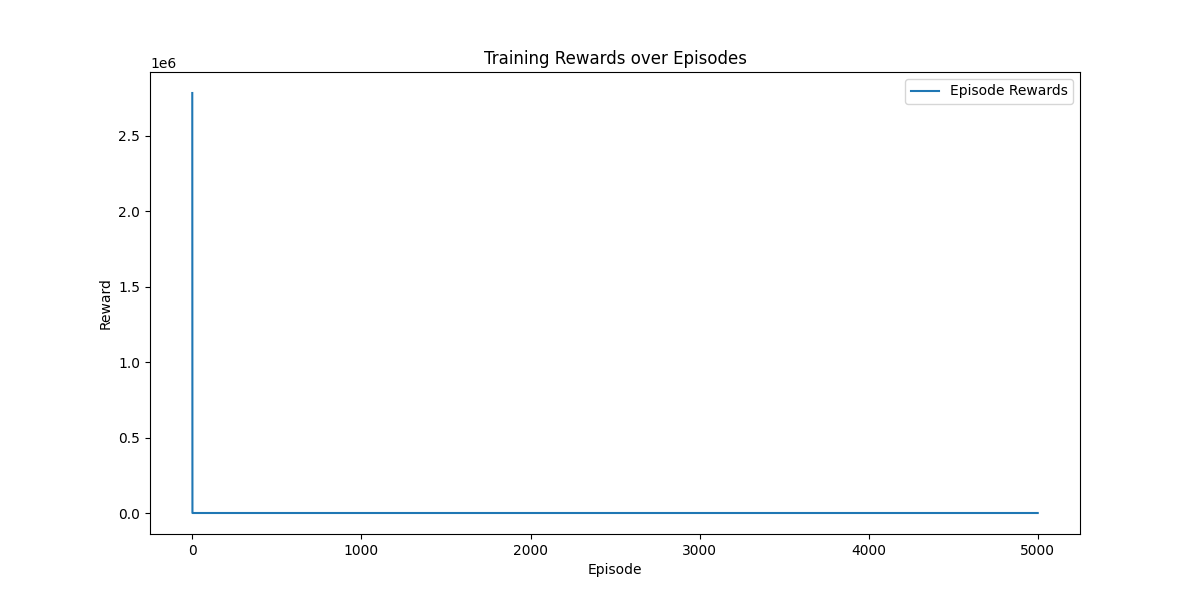 Training Rewards over Episodes
1e6
Episode Rewards
2.5
2.0
1.5
1.0
0.5
0.0
Reward
0 1000 2000 3000 4000 5000
Episode